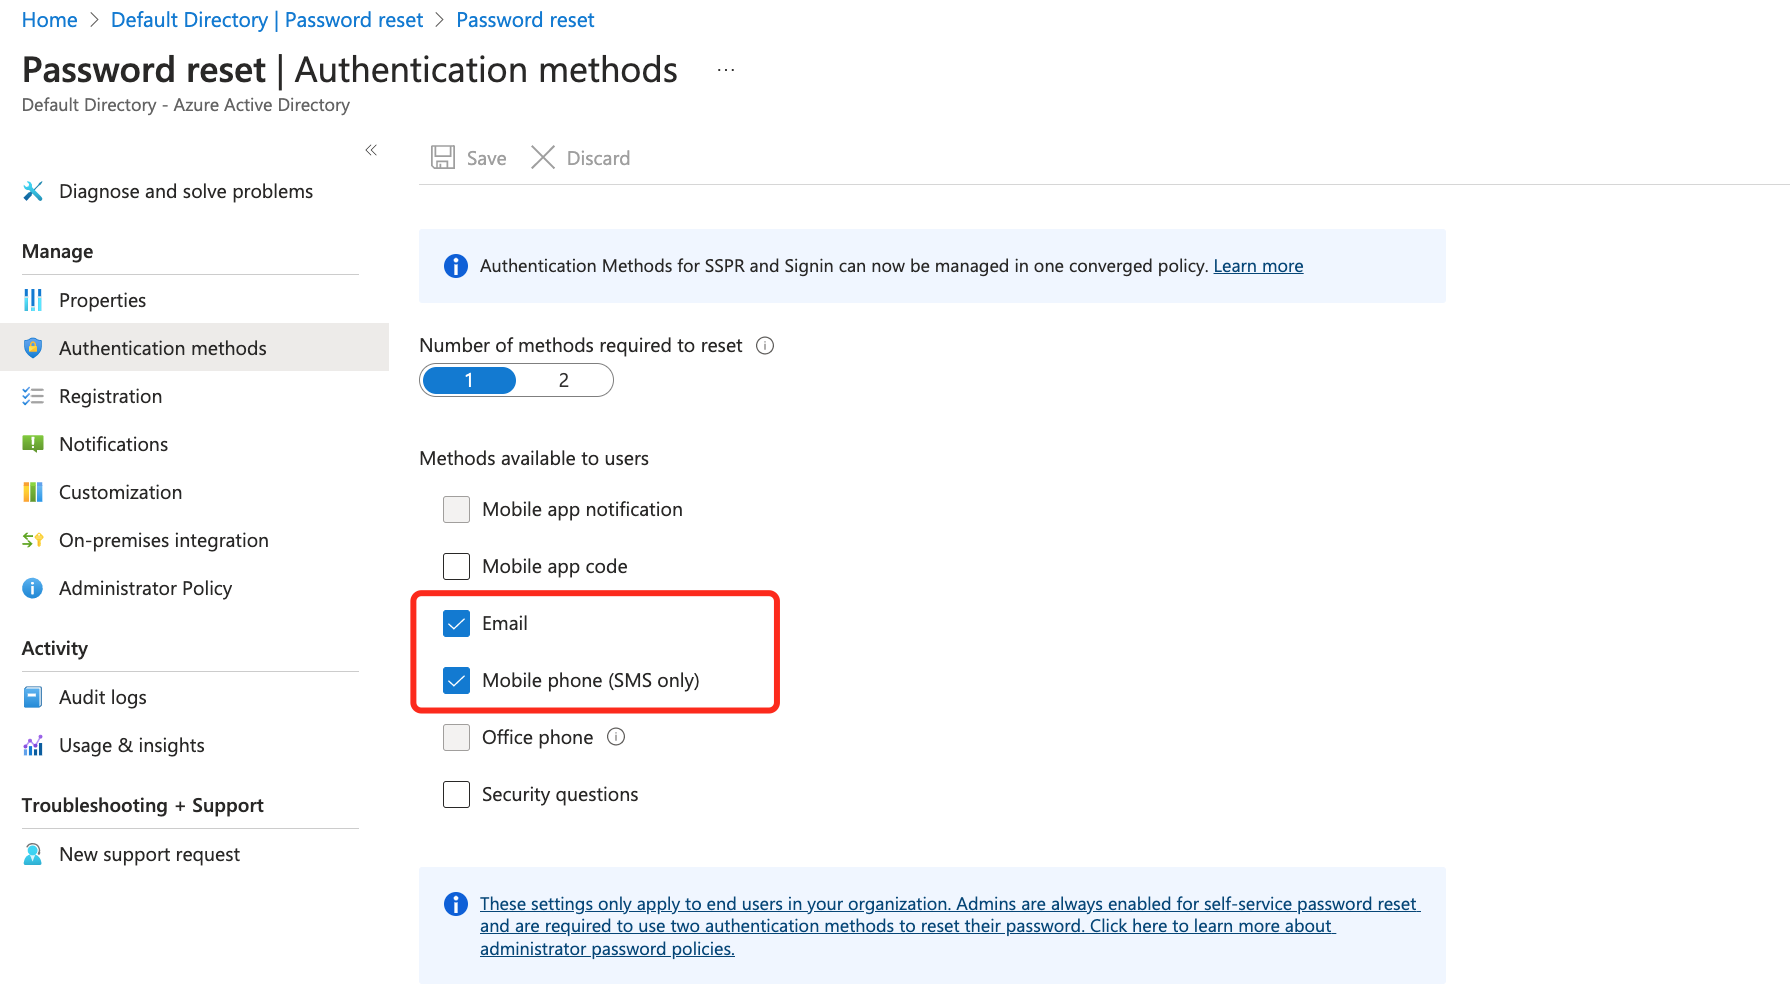 Home > Default Directory | Password reset > Password reset
Password reset | Authentication methods ...
Default Directory - Azure Active Directory
«
Diagnose and solve problems
Manage
Properties
Authentication methods
Registration
Notifications
Customization
On-premises integration
Administrator Policy
Activity
Audit logs
Usage & insights
Troubleshooting + Support
New support request
Save Discard
Authentication Methods for SSPR and Signin can now be managed in one converged policy. Learn more
Number of methods required to reset
1 2
Methods available to users
Mobile app notification
Mobile app code
Email
Mobile phone (SMS only)
Office phone
Security questions
These settings only apply to end users in your organization. Admins are always enabled for self-service password reset
and are required to use two authentication methods to reset their password. Click here to learn more about
administrator password policies.